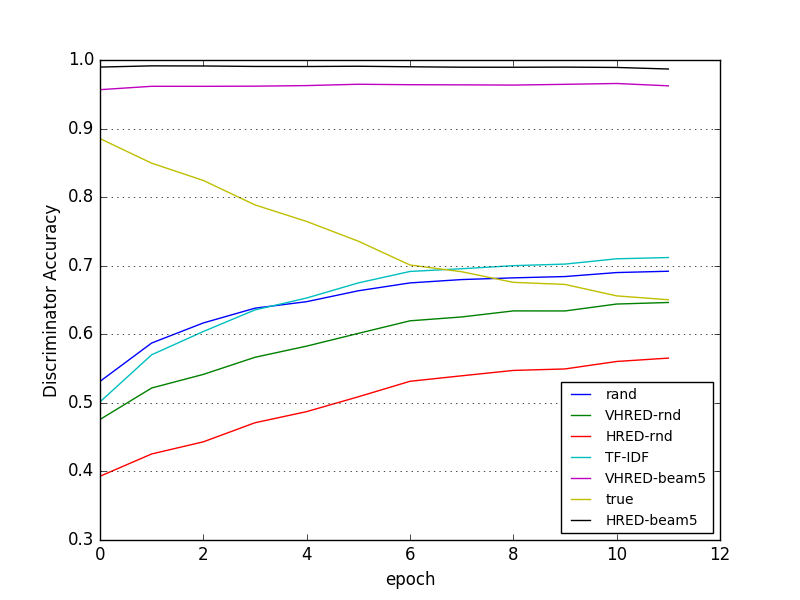 1.0
0.9
0.8
0.7
0.6
0.5
0.4
0.3
Discriminator Accuracy
0 2 4 6 8 10 12
epoch
rand
VHRED-rnd
HRED-rnd
TF-IDF
VHRED-beam5
true
HRED-beam5